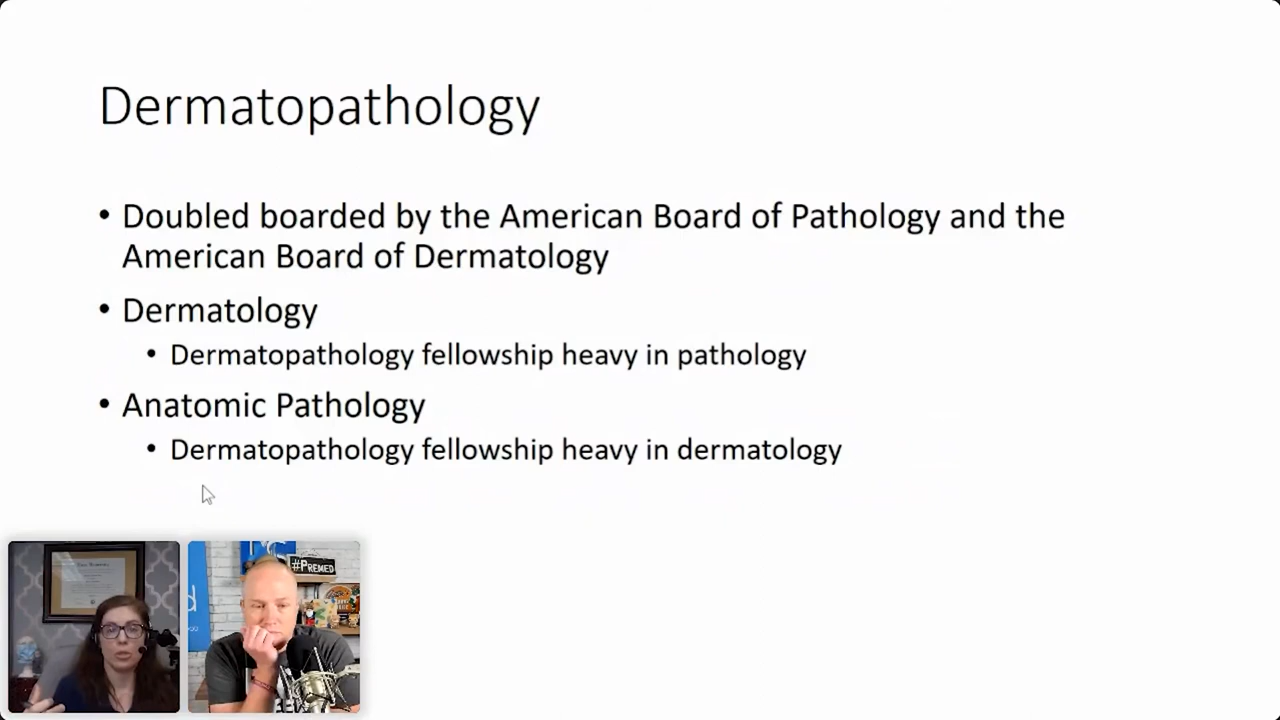 Dermatopathology
• Doubled boarded by the American Board of Pathology and the
American Board of Dermatology
• Dermatology
• Dermatopathology fellowship heavy in pathology
• Anatomic Pathology
• Dermatopathology fellowship heavy in dermatology
#PREMED